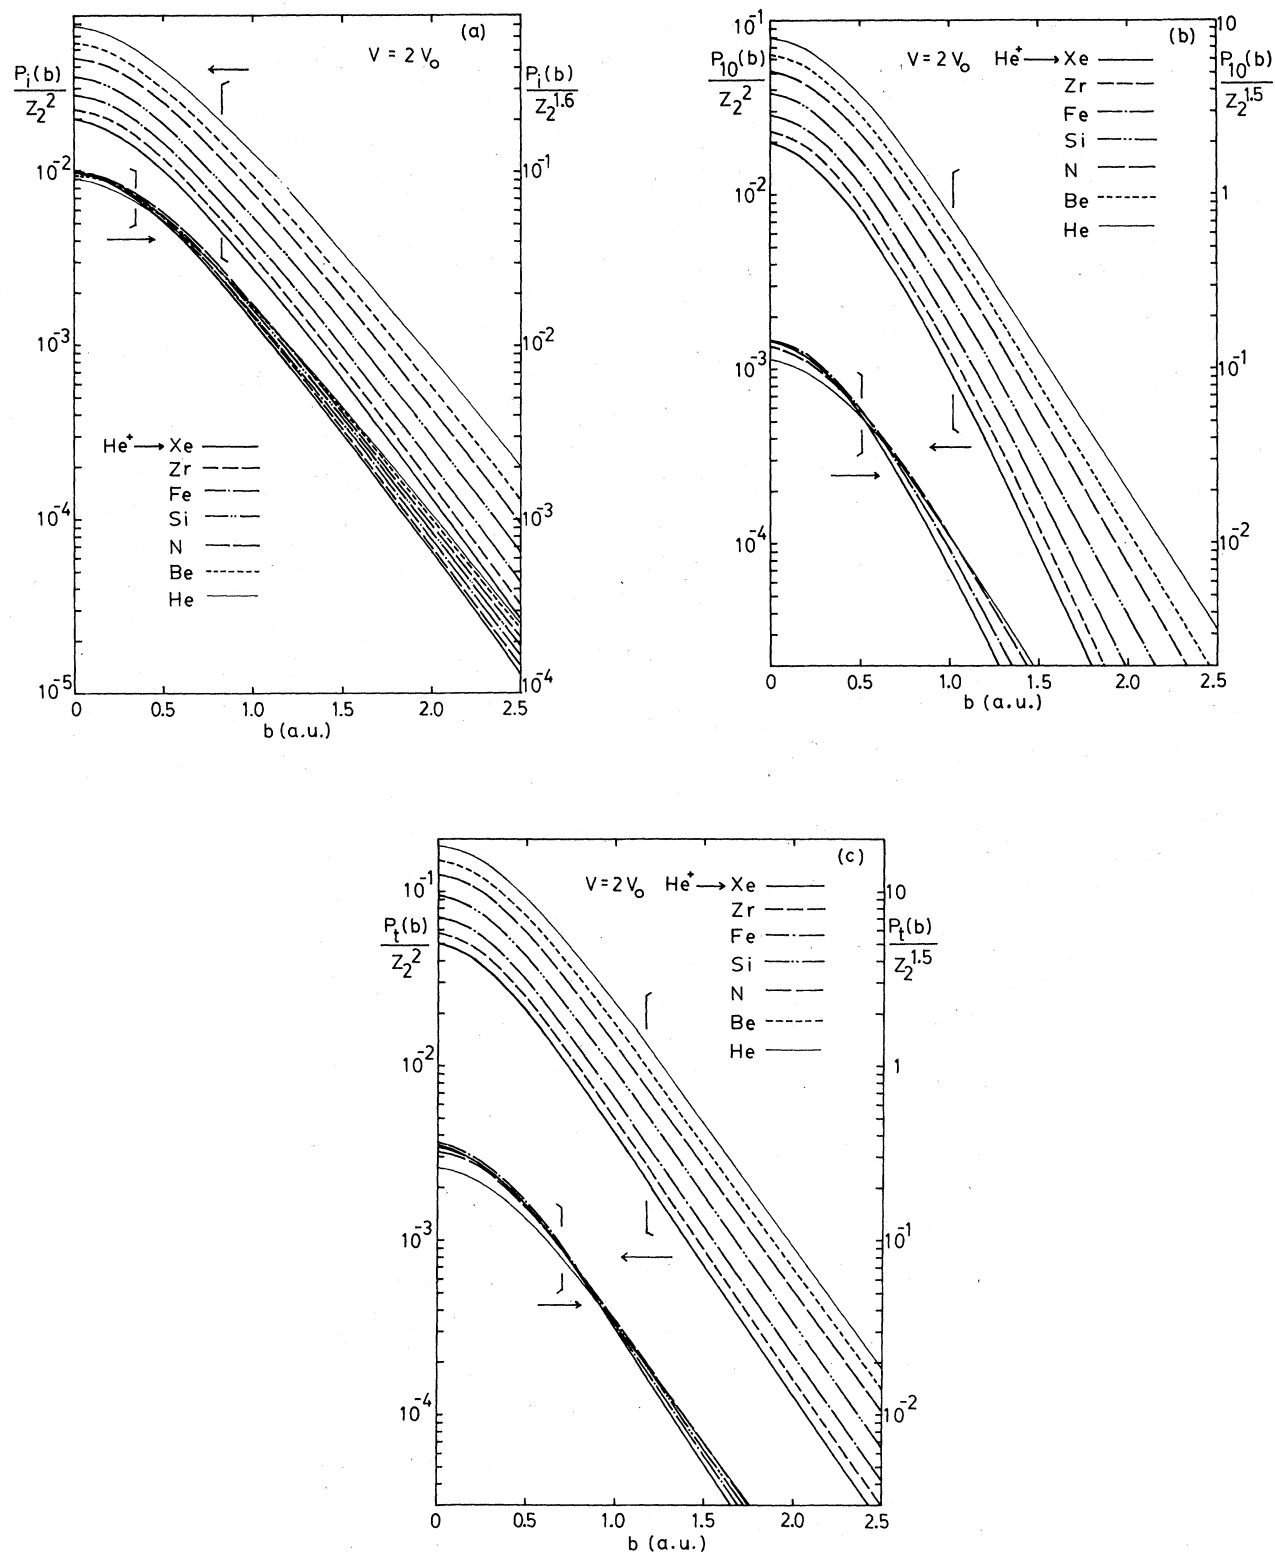 (a)
V = 2 V₀
Pᵢ(b)
Z₂²
Pᵢ(b)
Z₂^1.6
10⁻²
10⁻³
10⁻⁴
10⁻⁵
10⁻¹
10⁻²
10⁻³
10⁻⁴
He⁺ → Xe
Zr
Fe
Si
N
Be
He
0 0.5 1.0 1.5 2.0 2.5
b (a.u.)
(b)
V = 2 V₀ He⁺ → Xe
Zr
Fe
Si
N
Be
He
P₁₀(b)
Z₂²
P₁₀(b)
Z₂^1.5
10⁻¹
10⁻²
10⁻³
10⁻⁴
10
1
10⁻¹
10⁻²
0 0.5 1.0 1.5 2.0 2.5
b (a.u.)
(c)
V = 2 V₀ He⁺ → Xe
Zr
Fe
Si
N
Be
He
Pₜ(b)
Z₂²
Pₜ(b)
Z₂^1.5
10⁻¹
10⁻²
10⁻³
10⁻⁴
10
1
10⁻¹
10⁻²
0 0.5 1.0 1.5 2.0 2.5
b (a.u.)